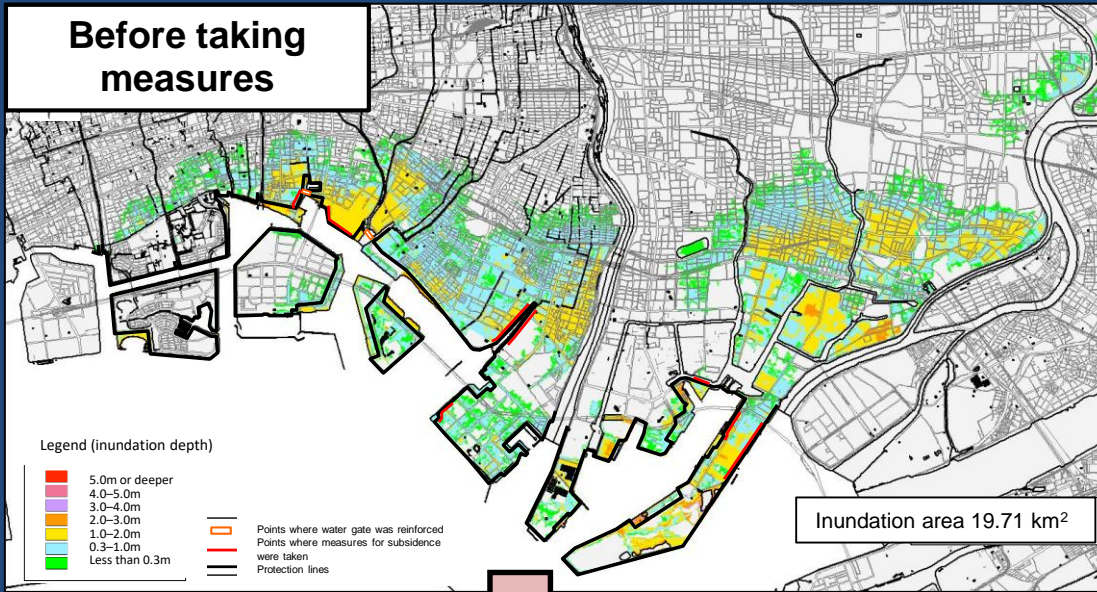 Before taking
measures
Legend (inundation depth)
5.0m or deeper
4.0–5.0m
3.0–4.0m
2.0–3.0m
1.0–2.0m
0.3–1.0m
Less than 0.3m
Points where water gate was reinforced
Points where measures for subsidence
were taken
Protection lines
Inundation area 19.71 km²